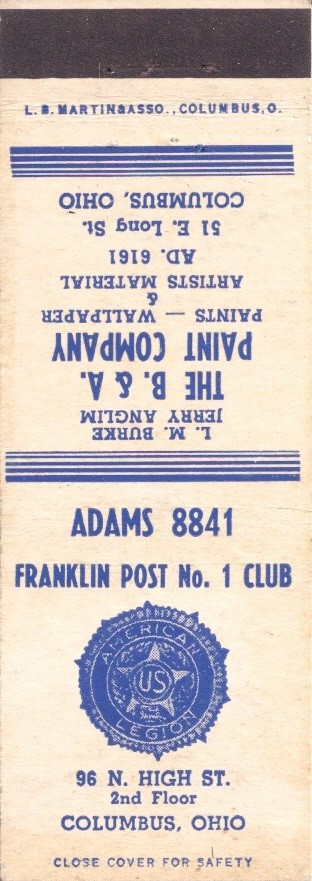 L. B. MARTIN & ASSO., COLUMBUS, O.
L. M. BURKE
JERRY ANGLIM
THE B. & A.
PAINT COMPANY
PAINTS — WALLPAPER
&
ARTISTS MATERIAL
AD. 6161
51 E. Long St.
COLUMBUS, OHIO
ADAMS 8841
FRANKLIN POST No. 1 CLUB
AMERICAN
US
LEGION
96 N. HIGH ST.
2nd Floor
COLUMBUS, OHIO
CLOSE COVER FOR SAFETY